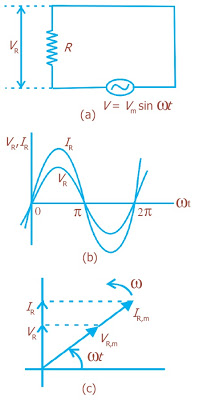 V_R
R
(a)
V = V_m sin ωt
V_R, I_R
I_R
V_R
0
π
2π
ωt
(b)
ω
I_R
I_R,m
V_R
V_R,m
ωt
(c)